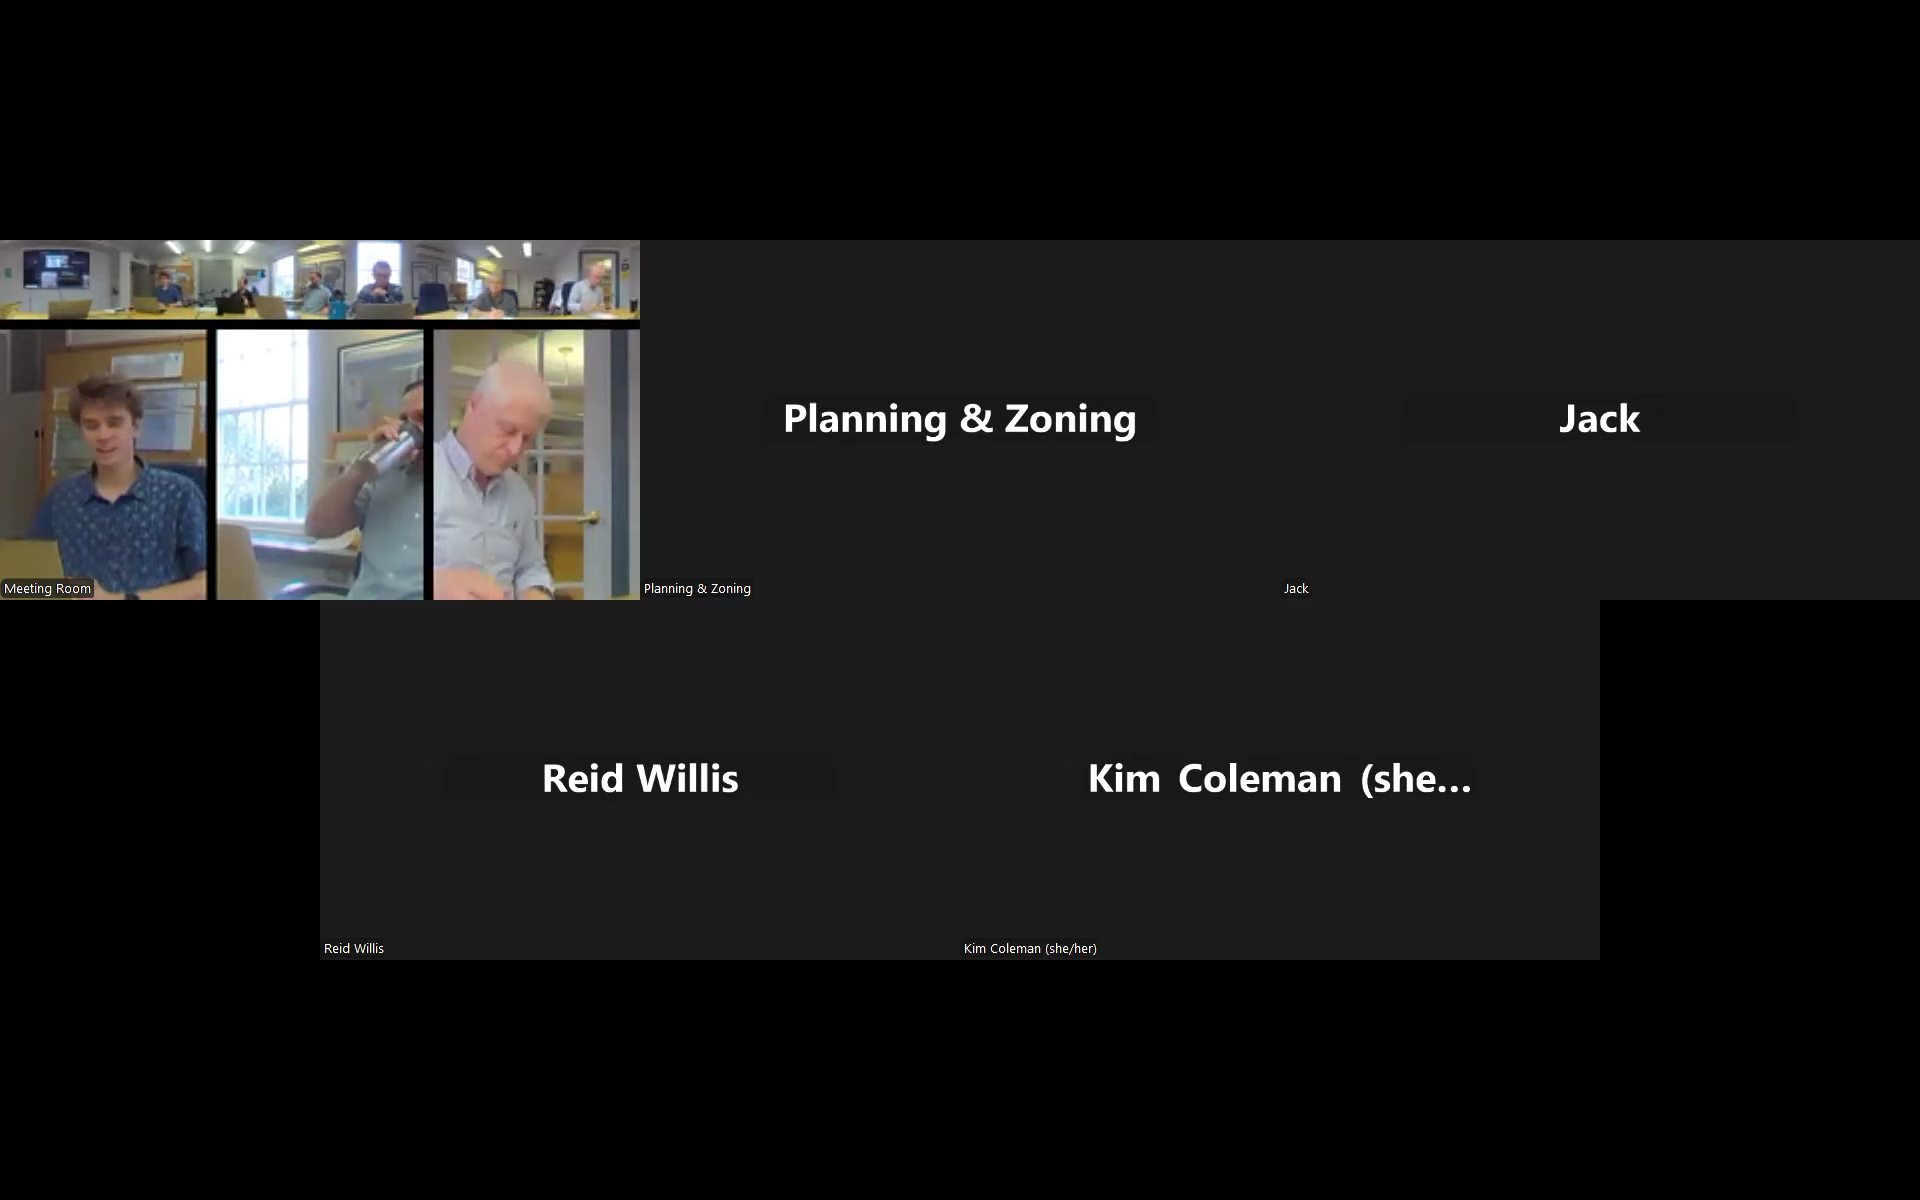 Planning & Zoning
Jack
Meeting Room
Planning & Zoning
Jack
Reid Willis
Kim Coleman (she...
Reid Willis
Kim Coleman (she/her)